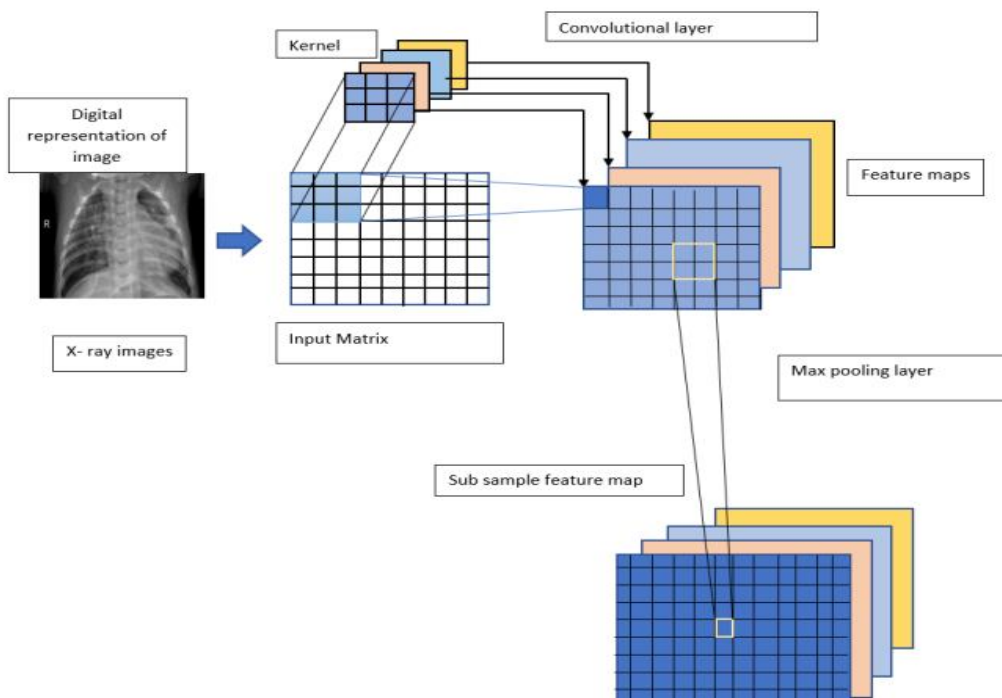 Kernel
Convolutional layer
Digital
representation of
image
R
Feature maps
X- ray images
Input Matrix
Max pooling layer
Sub sample feature map